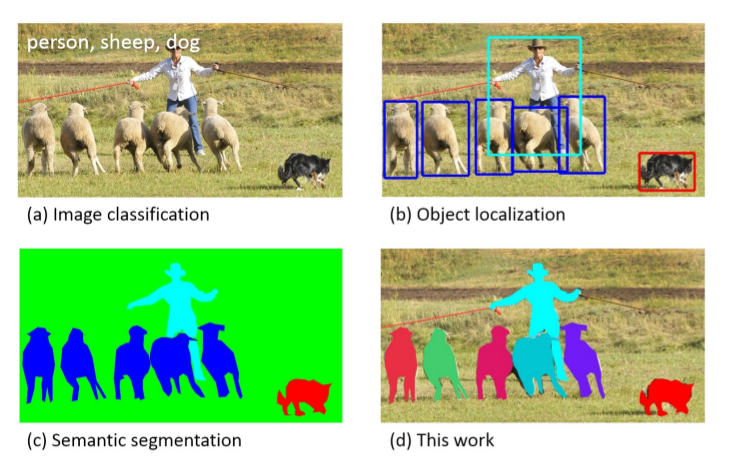 person, sheep, dog
(a) Image classification
(b) Object localization
(c) Semantic segmentation
(d) This work